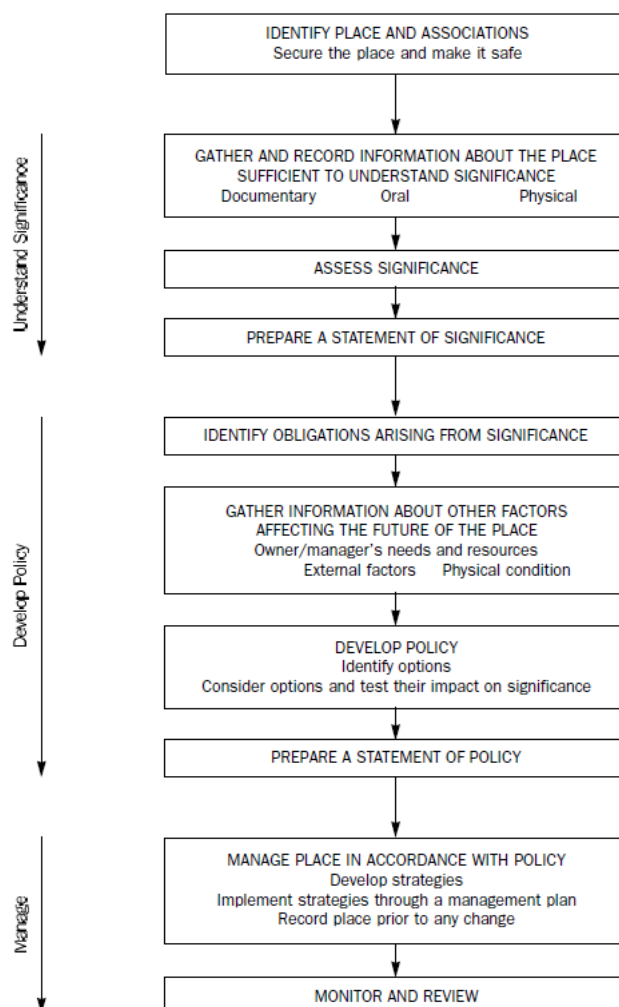 IDENTIFY PLACE AND ASSOCIATIONS
Secure the place and make it safe
Understand Significance
GATHER AND RECORD INFORMATION ABOUT THE PLACE
SUFFICIENT TO UNDERSTAND SIGNIFICANCE
Documentary Oral Physical
ASSESS SIGNIFICANCE
PREPARE A STATEMENT OF SIGNIFICANCE
Develop Policy
IDENTIFY OBLIGATIONS ARISING FROM SIGNIFICANCE
GATHER INFORMATION ABOUT OTHER FACTORS
AFFECTING THE FUTURE OF THE PLACE
Owner/manager's needs and resources
External factors Physical condition
DEVELOP POLICY
Identify options
Consider options and test their impact on significance
PREPARE A STATEMENT OF POLICY
Manage
MANAGE PLACE IN ACCORDANCE WITH POLICY
Develop strategies
Implement strategies through a management plan
Record place prior to any change
MONITOR AND REVIEW